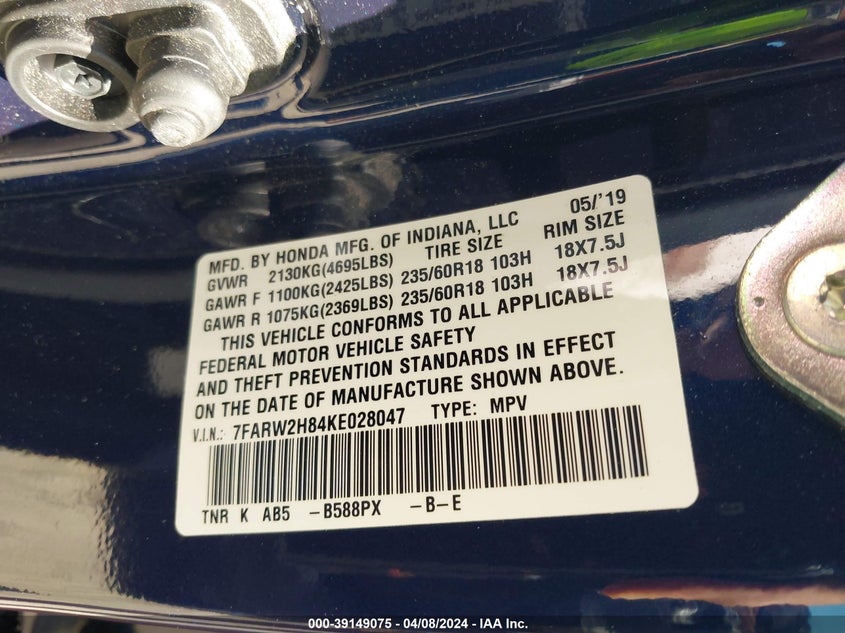 MFD. BY HONDA MFG. OF INDIANA, LLC 05/'19
GVWR 2130KG(4695LBS) TIRE SIZE RIM SIZE
GAWR F 1100KG(2425LBS) 235/60R18 103H 18X7.5J
GAWR R 1075KG(2369LBS) 235/60R18 103H 18X7.5J
THIS VEHICLE CONFORMS TO ALL APPLICABLE
FEDERAL MOTOR VEHICLE SAFETY
AND THEFT PREVENTION STANDARDS IN EFFECT
ON THE DATE OF MANUFACTURE SHOWN ABOVE.
V.I.N.: 7FARW2H84KE028047 TYPE: MPV
TNR K AB5 -B588PX -B-E
000-39149075 - 04/08/2024 - IAA Inc.